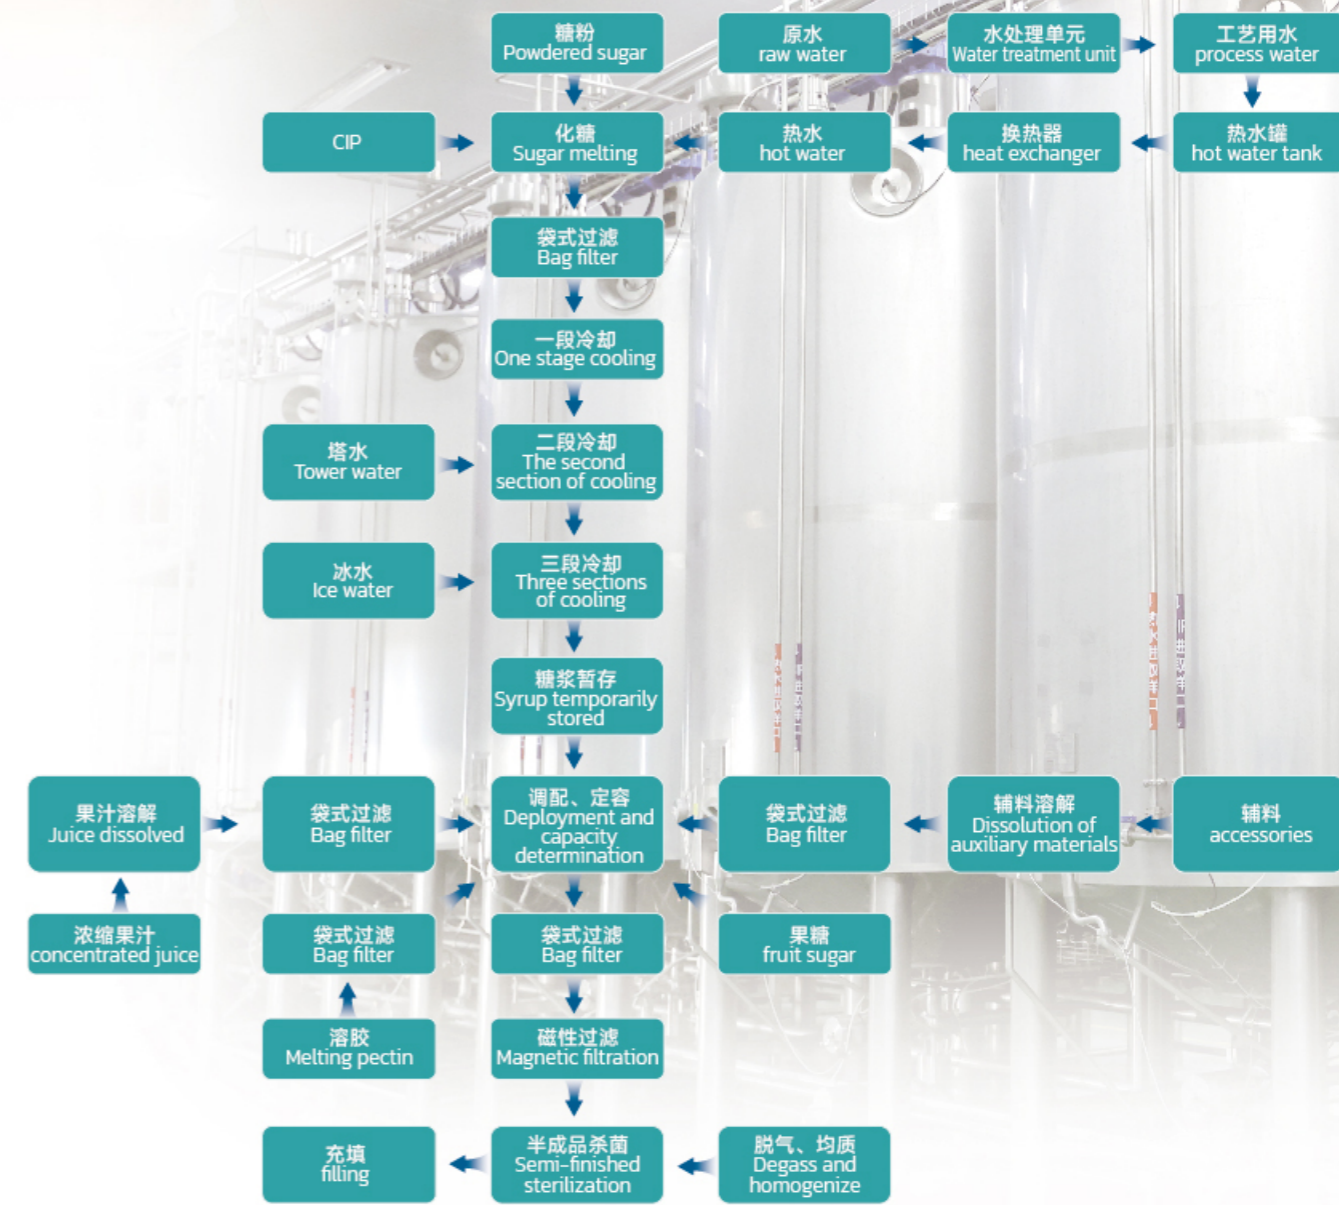 糖粉
Powdered sugar
原水
raw water
水处理单元
Water treatment unit
工艺用水
process water
CIP
化糖
Sugar melting
热水
hot water
换热器
heat exchanger
热水罐
hot water tank
袋式过滤
Bag filter
一段冷却
One stage cooling
塔水
Tower water
二段冷却
The second
section of cooling
冰水
Ice water
三段冷却
Three sections
of cooling
糖浆暂存
Syrup temporarily
stored
果汁溶解
Juice dissolved
袋式过滤
Bag filter
调配、定容
Deployment and
capacity
determination
袋式过滤
Bag filter
辅料溶解
Dissolution of
auxiliary materials
辅料
accessories
浓缩果汁
concentrated juice
袋式过滤
Bag filter
袋式过滤
Bag filter
果糖
fruit sugar
溶胶
Melting pectin
磁性过滤
Magnetic filtration
充填
filling
半成品杀菌
Semi-finished
sterilization
脱气、均质
Degass and
homogenize